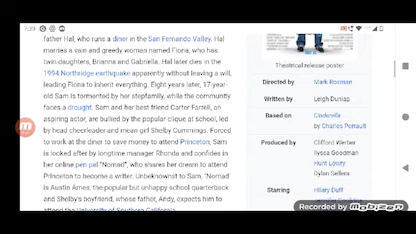 father Hal, who runs a diner in the San Fernando Valley. Hal
marries a vain and greedy woman named Fiona, who has
twin daughters, Brianna and Gabriella. Hal later dies in the
1994 Northridge earthquake apparently without leaving a will,
leading Fiona to inherit everything. Eight years later, 17-year-
old Sam is tormented by her stepfamily, while the community
faces a drought. Sam and her best friend Carter Farrell, an
aspiring actor, are bullied by the popular clique at school, led
by head cheerleader and mean girl Shelby Cummings. Forced
to work at the diner to save money to attend Princeton, Sam
is locked after by longtime manager Rhonda and confides in
her online pen pal "Nomad", who shares her dream to attend
Princeton to become a writer. Unbeknownst to Sam, "Nomad"
is Austin Ames, the popular but unhappy school quarterback
and Shelby's boyfriend, whose father, Andy, expects him to
attend the University of Southern California.
Theatrical release poster
Directed by Mark Rosman
Written by Leigh Dunlap
Based on Cinderella
by Charles Perrault
Produced by Clifford Werber
Ilyssa Goodman
Hunt Lowry
Dylan Sellers
Starring Hilary Duff
Recorded by Mobizen